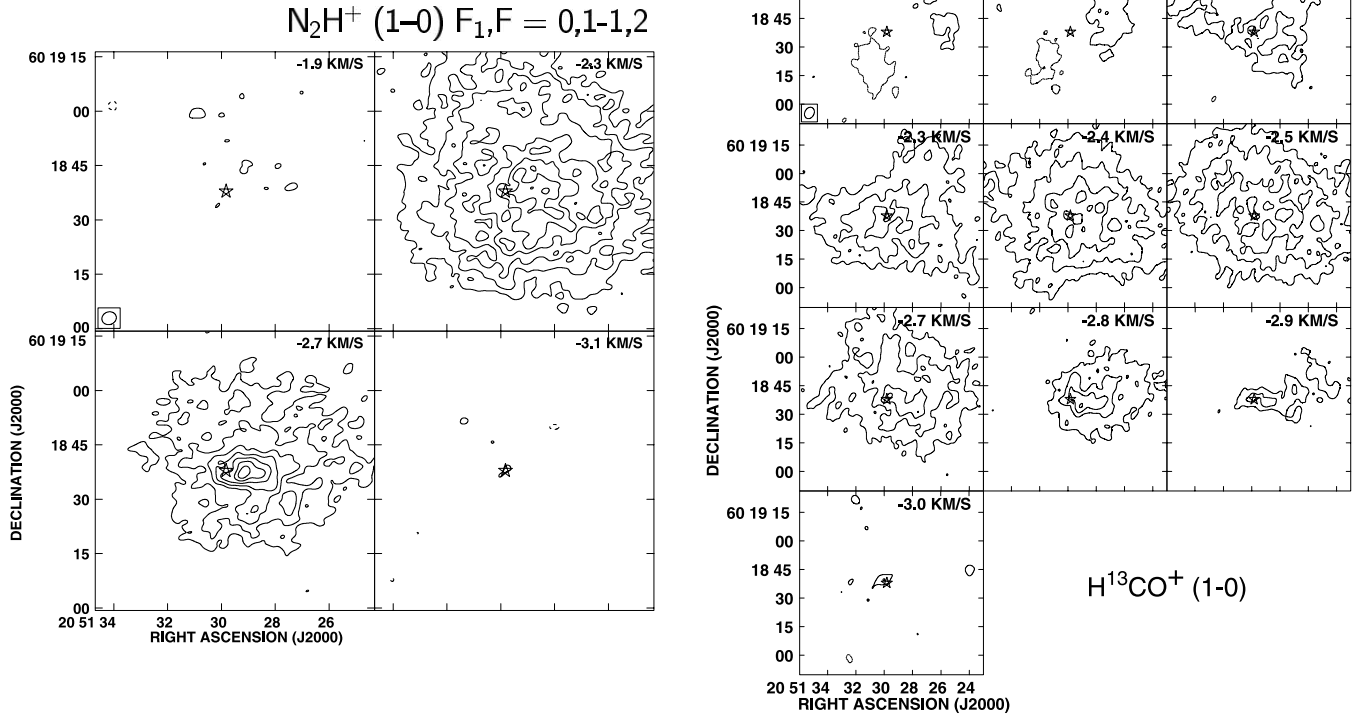 N₂H⁺ (1–0) F₁,F = 0,1-1,2
60 19 15
00
18 45
30
15
00
-1.9 KM/S
-2.3 KM/S
60 19 15
00
18 45
30
15
00
-2.7 KM/S
-3.1 KM/S
DECLINATION (J2000)
20 51 34 32 30 28 26
RIGHT ASCENSION (J2000)
18 45
30
15
00
60 19 15
00
18 45
30
15
00
-2.3 KM/S
-2.4 KM/S
-2.5 KM/S
60 19 15
00
18 45
30
15
00
-2.7 KM/S
-2.8 KM/S
-2.9 KM/S
DECLINATION (J2000)
60 19 15
00
18 45
30
15
00
-3.0 KM/S
H¹³CO⁺ (1-0)
20 51 34 32 30 28 26 24
RIGHT ASCENSION (J2000)